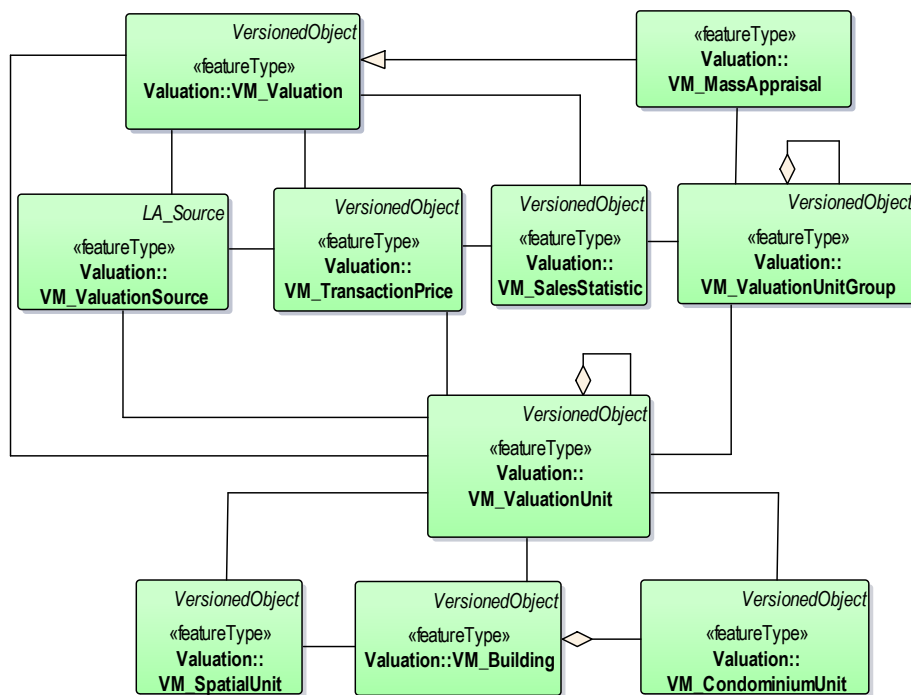 VersionedObject
«featureType»
Valuation::VM_Valuation
«featureType»
Valuation::
VM_MassAppraisal
LA_Source
«featureType»
Valuation::
VM_ValuationSource
VersionedObject
«featureType»
Valuation::
VM_TransactionPrice
VersionedObject
«featureType»
Valuation::
VM_SalesStatistic
VersionedObject
«featureType»
Valuation::
VM_ValuationUnitGroup
VersionedObject
«featureType»
Valuation::
VM_ValuationUnit
VersionedObject
«featureType»
Valuation::
VM_SpatialUnit
VersionedObject
«featureType»
Valuation::VM_Building
VersionedObject
«featureType»
Valuation::
VM_CondominiumUnit